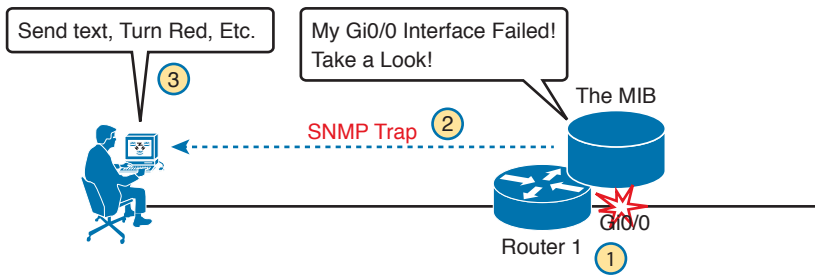 Send text, Turn Red, Etc.
My Gi0/0 Interface Failed!
Take a Look!
3
The MIB
SNMP Trap
2
Gi0/0
Router 1
1